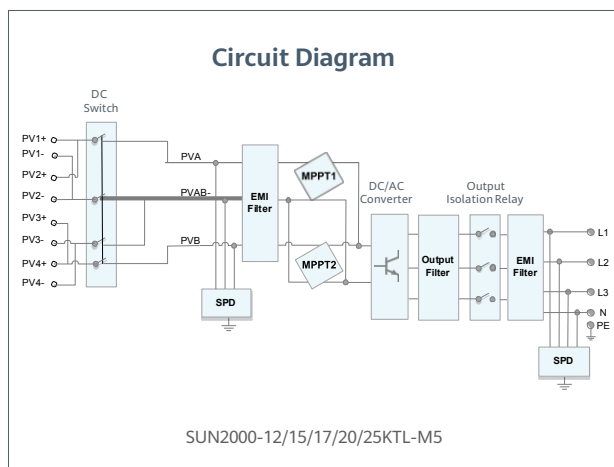 Circuit Diagram
DC
Switch
PV1+
PV1-
PV2+
PV2-
PV3+
PV3-
PV4+
PV4-
PVA
PVAB-
PVB
EMI
Filter
SPD
MPPT1
MPPT2
DC/AC
Converter
Output
Filter
Output
Isolation Relay
EMI
Filter
L1
L2
L3
N
PE
SPD
SUN2000-12/15/17/20/25KTL-M5